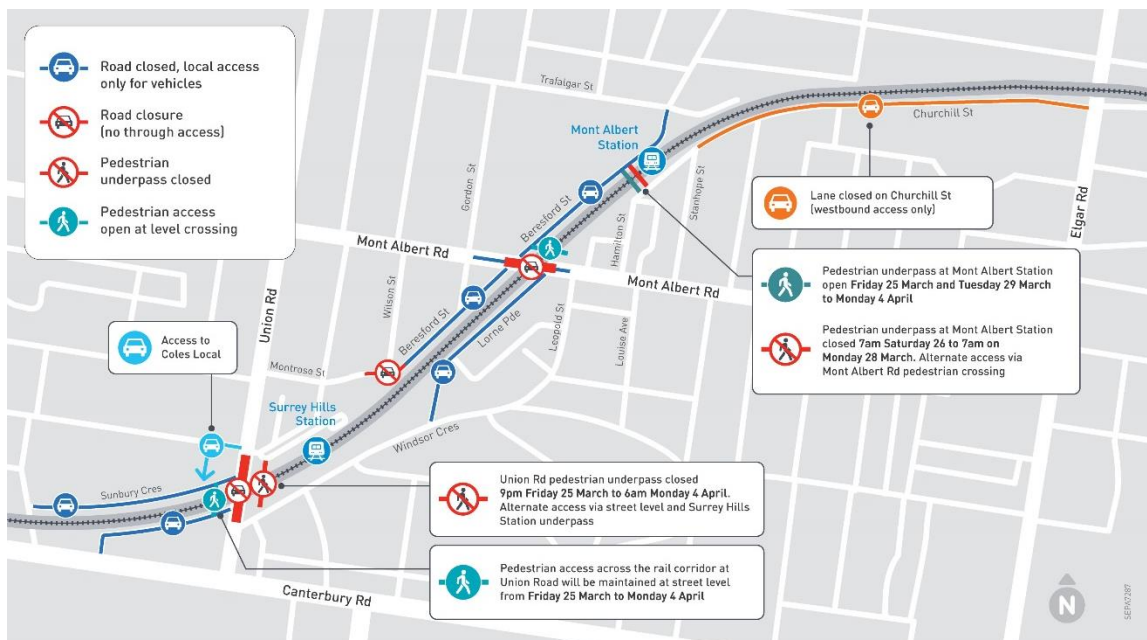 Road closed, local access
only for vehicles
Road closure
(no through access)
Pedestrian
underpass closed
Pedestrian access
open at level crossing
Trafalgar St
Mont Albert
Station
Churchill St
Gordon St
Beresford St
Stanhope St
Hamilton St
Elgar Rd
Lane closed on Churchill St
(westbound access only)
Mont Albert Rd
Mont Albert Rd
Pedestrian underpass at Mont Albert Station
open Friday 25 March and Tuesday 29 March
to Monday 4 April
Pedestrian underpass at Mont Albert Station
closed 7am Saturday 26 to 7am on
Monday 28 March. Alternate access via
Mont Albert Rd pedestrian crossing
Union Rd
Wilson St
Beresford St
Lorne Pde
Leopold St
Louise Ave
Access to
Coles Local
Montrose St
Surrey Hills
Station
Windsor Cres
Sunbury Cres
Union Rd pedestrian underpass closed
9pm Friday 25 March to 6am Monday 4 April.
Alternate access via street level and Surrey Hills
Station underpass
Pedestrian access across the rail corridor at
Union Road will be maintained at street level
from Friday 25 March to Monday 4 April
Canterbury Rd
N
SEPA7287